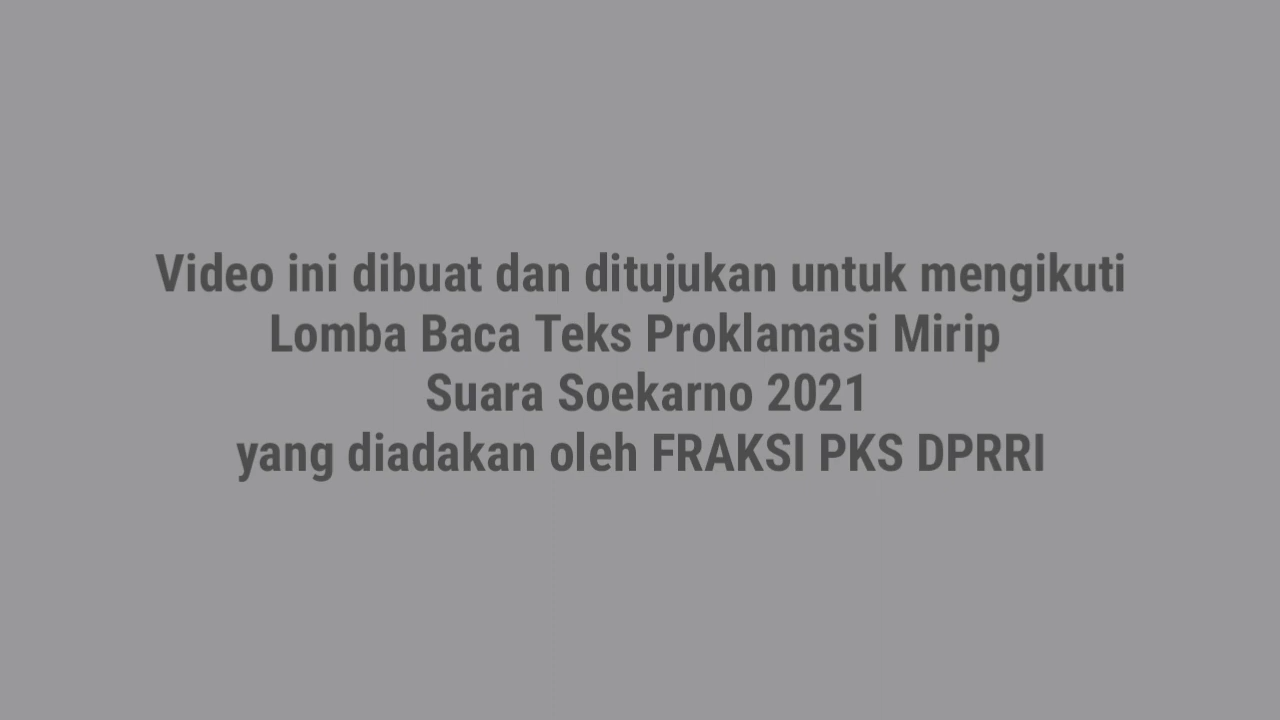 Video ini dibuat dan ditujukan untuk mengikuti
Lomba Baca Teks Proklamasi Mirip
Suara Soekarno 2021
yang diadakan oleh FRAKSI PKS DPRRI